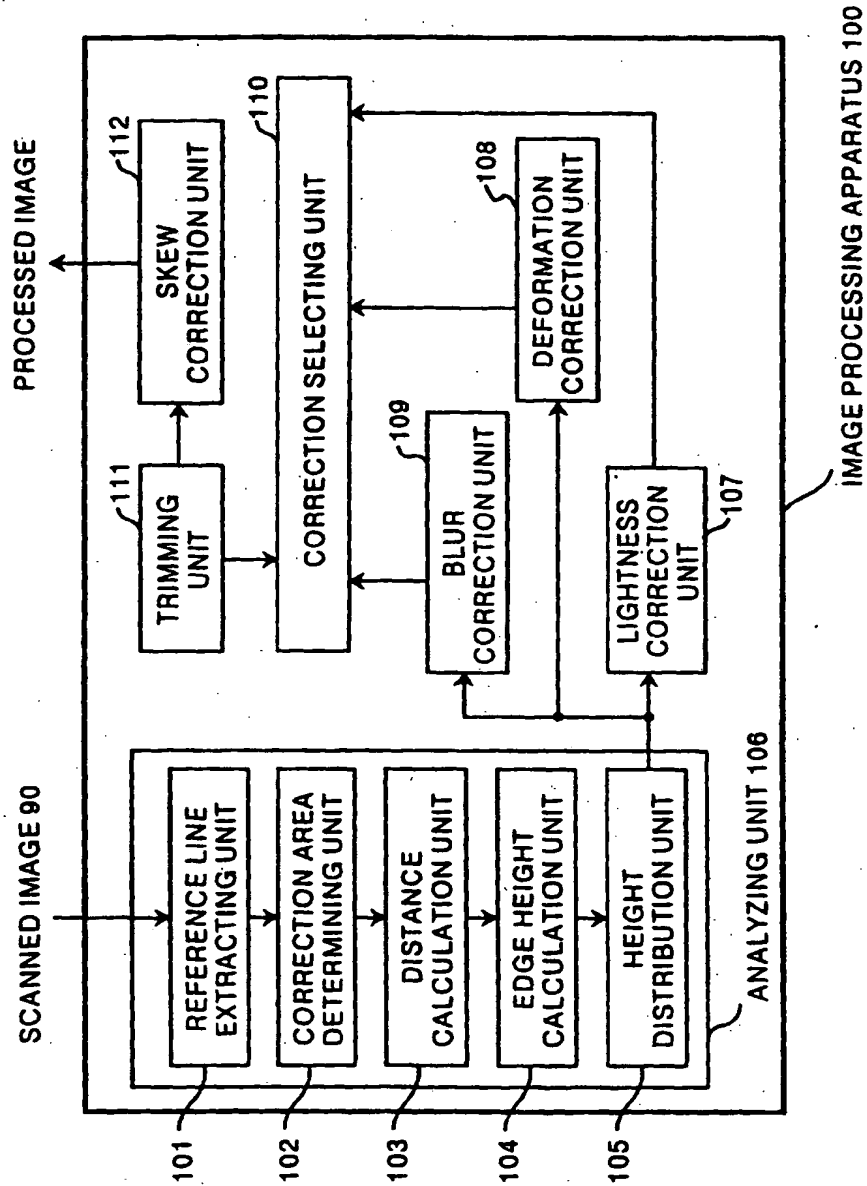 SCANNED IMAGE 90
PROCESSED IMAGE
101
REFERENCE LINE
EXTRACTING UNIT
102
CORRECTION AREA
DETERMINING UNIT
103
DISTANCE
CALCULATION UNIT
104
EDGE HEIGHT
CALCULATION UNIT
105
HEIGHT
DISTRIBUTION UNIT
ANALYZING UNIT 106
111
TRIMMING
UNIT
112
SKEW
CORRECTION UNIT
110
CORRECTION SELECTING UNIT
109
BLUR
CORRECTION UNIT
108
DEFORMATION
CORRECTION UNIT
LIGHTNESS
CORRECTION
UNIT
107
IMAGE PROCESSING APPARATUS 100